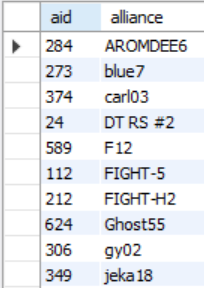 aid alliance
284 AROMDEE6
273 blue7
374 carl03
24 DT RS #2
589 F12
112 FIGHT-5
212 FIGHT-H2
624 Ghost55
306 gy02
349 jeka18